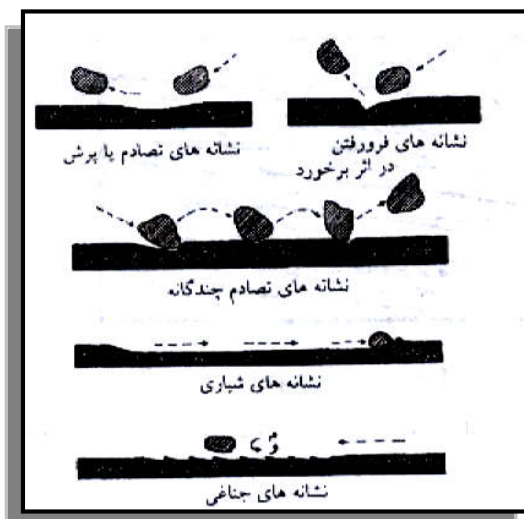 نشانه های تصادم یا پرش
نشانه های فرورفتن
در اثر برخورد
نشانه های تصادم چندگانه
نشانه های شیاری
نشانه های جناغی